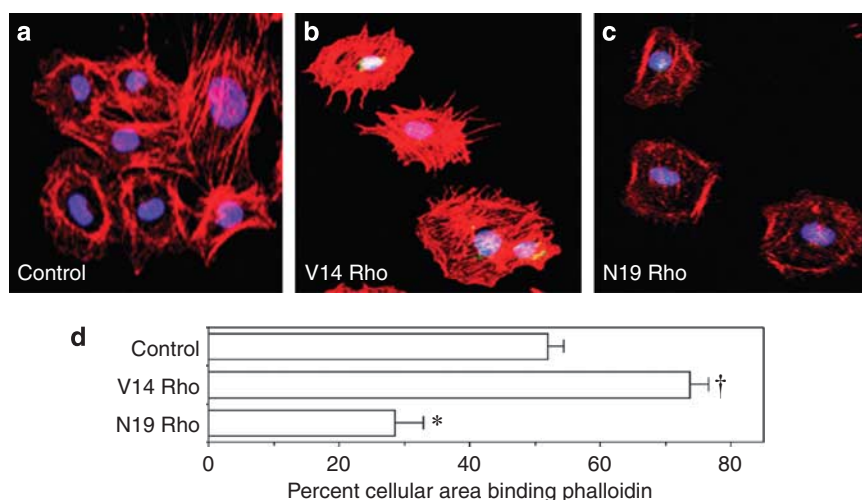 a
b
c
Control
V14 Rho
N19 Rho
d
Control
V14 Rho †
N19 Rho *
0 20 40 60 80
Percent cellular area binding phalloidin